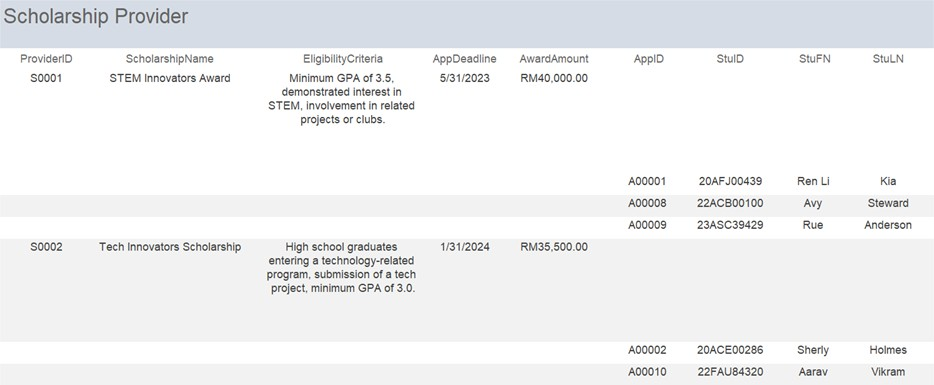 Scholarship Provider
ProviderID ScholarshipName EligibilityCriteria AppDeadline AwardAmount AppID StuID StuFN StuLN
S0001 STEM Innovators Award Minimum GPA of 3.5, 5/31/2023 RM40,000.00
demonstrated interest in
STEM, involvement in related
projects or clubs.
A00001 20AFJ00439 Ren Li Kia
A00008 22ACB00100 Avy Steward
A00009 23ASC39429 Rue Anderson
S0002 Tech Innovators Scholarship High school graduates 1/31/2024 RM35,500.00
entering a technology-related
program, submission of a tech
project, minimum GPA of 3.0.
A00002 20ACE00286 Sherly Holmes
A00010 22FAU84320 Aarav Vikram